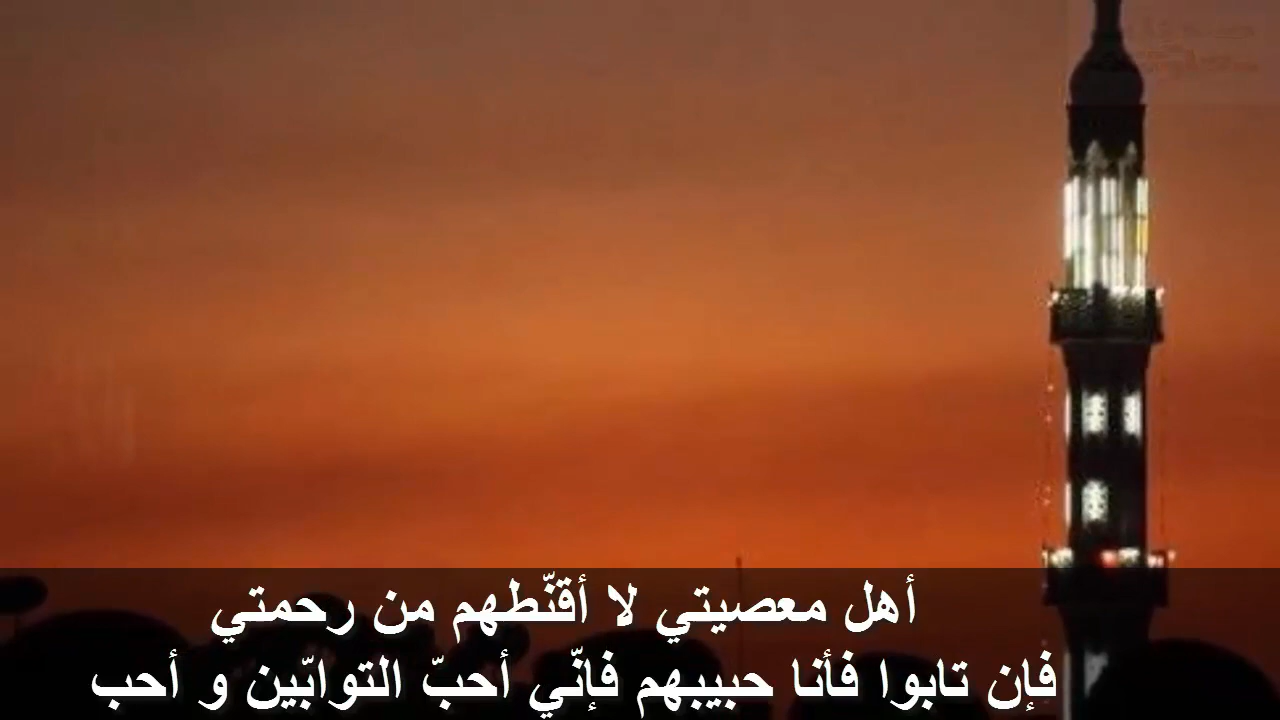 أهل معصيتي لا أقنّطهم من رحمتي
فإن تابوا فأنا حبيبهم فإنّي أحبّ التوابّين و أحب